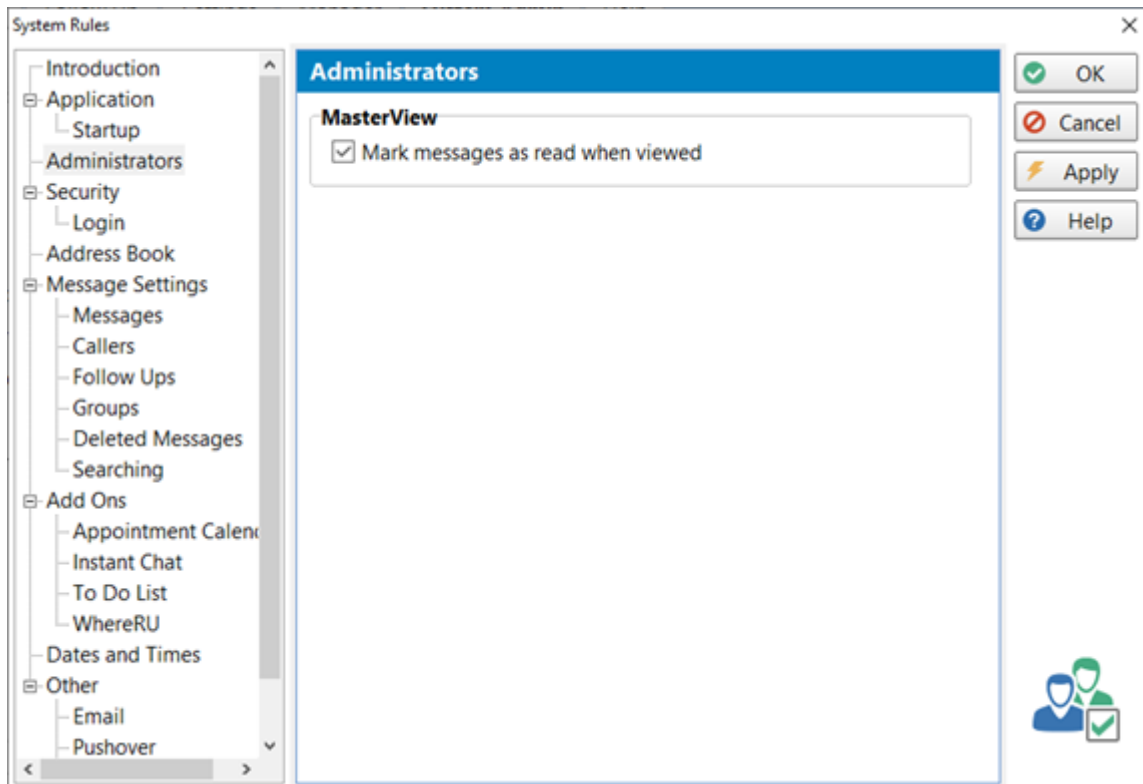 System Rules
Introduction
Application
Startup
Administrators
Security
Login
Address Book
Message Settings
Messages
Callers
Follow Ups
Groups
Deleted Messages
Searching
Add Ons
Appointment Calen
Instant Chat
To Do List
WhereRU
Dates and Times
Other
Email
Pushover
Administrators
MasterView
Mark messages as read when viewed
OK
Cancel
Apply
Help